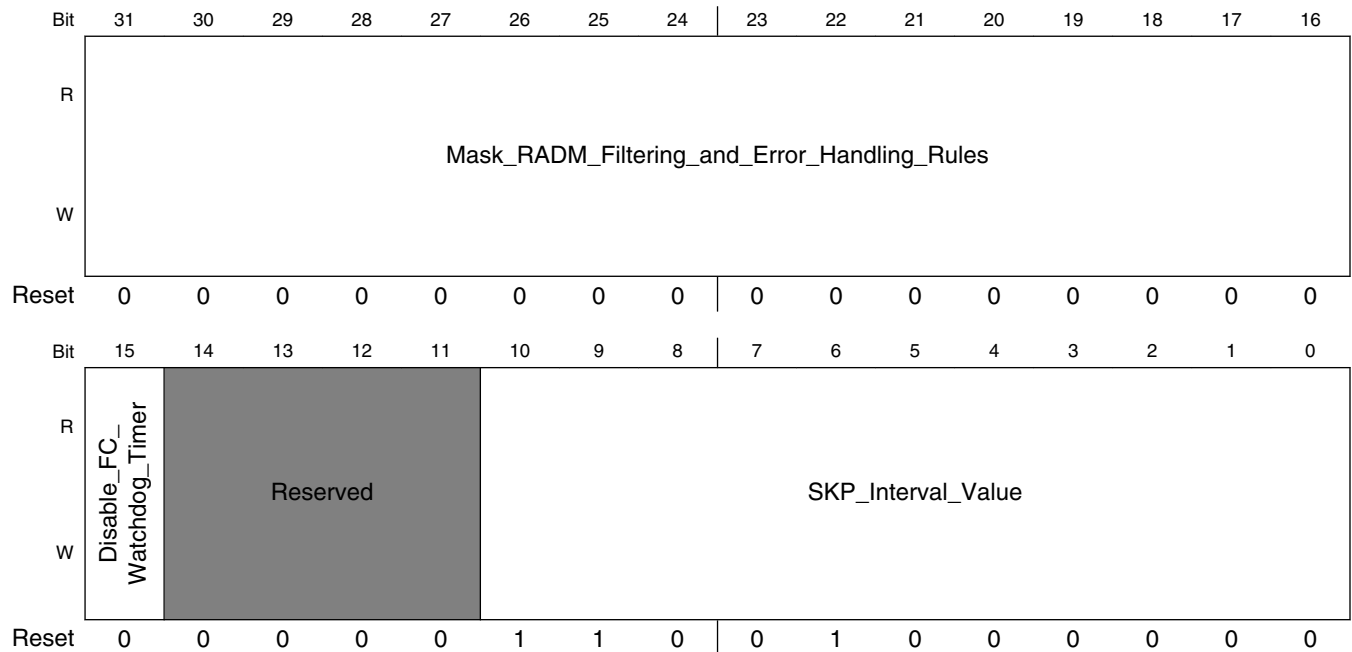 Bit 31 30 29 28 27 26 25 24 23 22 21 20 19 18 17 16
R
Mask_RADM_Filtering_and_Error_Handling_Rules
W
Reset 0 0 0 0 0 0 0 0 0 0 0 0 0 0 0 0
Bit 15 14 13 12 11 10 9 8 7 6 5 4 3 2 1 0
R
Disable_FC_
Watchdog_Timer
Reserved
SKP_Interval_Value
W
Reset 0 0 0 0 0 1 1 0 0 1 0 0 0 0 0 0